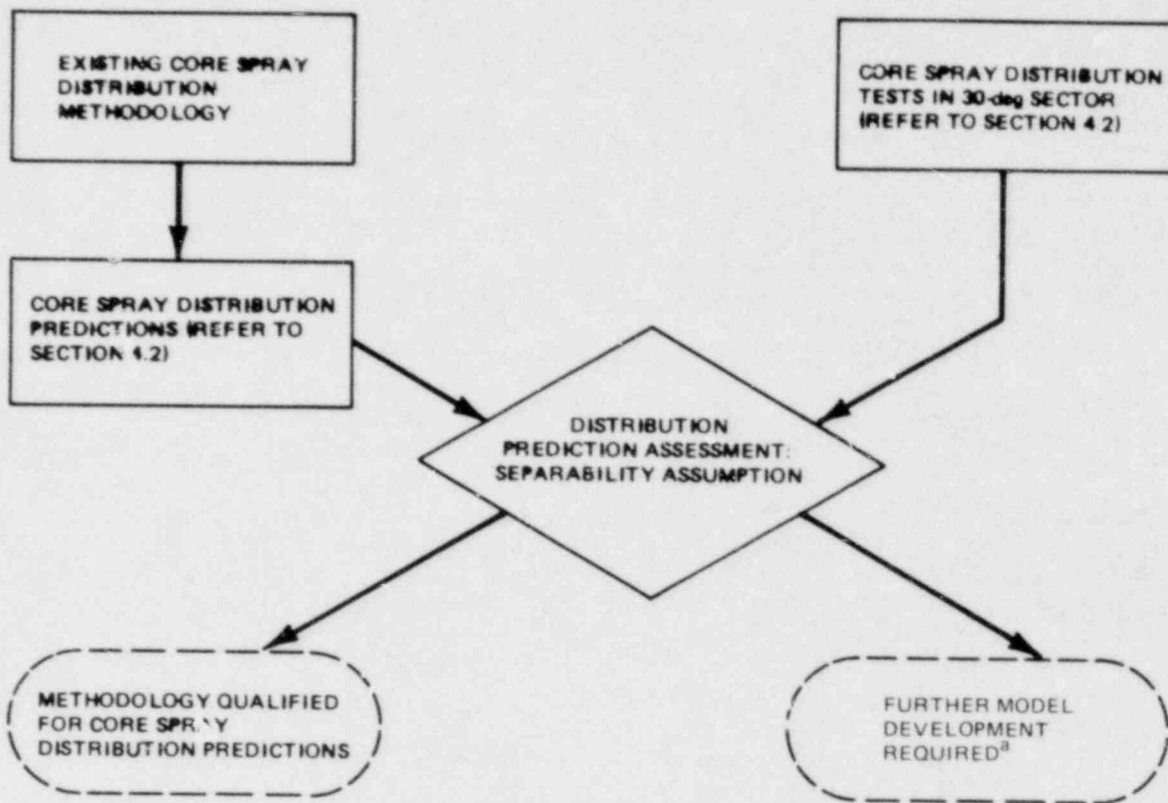 EXISTING CORE SPRAY
DISTRIBUTION
METHODOLOGY
CORE SPRAY DISTRIBUTION
TESTS IN 30-deg SECTOR
(REFER TO SECTION 4.2)
CORE SPRAY DISTRIBUTION
PREDICTIONS (REFER TO
SECTION 4.2)
DISTRIBUTION
PREDICTION ASSESSMENT:
SEPARABILITY ASSUMPTION
METHODOLOGY QUALIFIED
FOR CORE SPRAY
DISTRIBUTION PREDICTIONS
FURTHER MODEL
DEVELOPMENT
REQUIREDᵃ